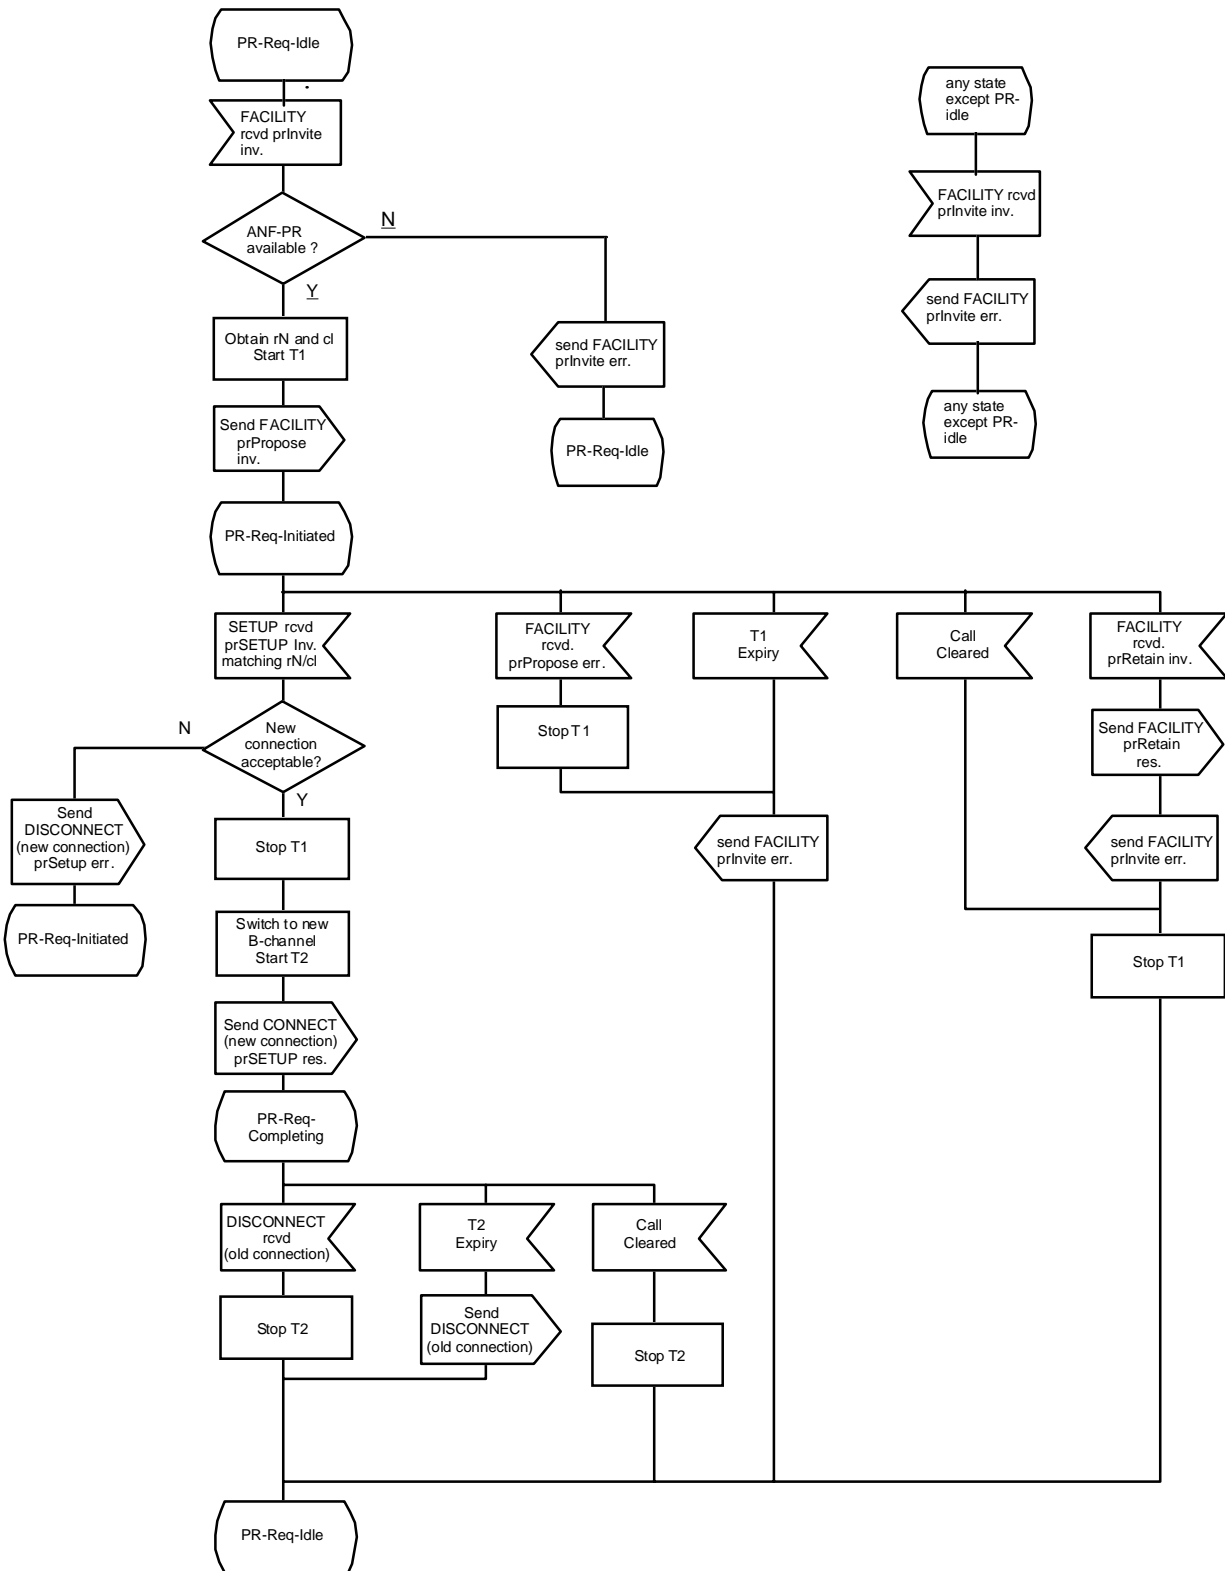 PR-Req-Idle
FACILITY
rcvd prInvite
inv.
ANF-PR
available ?
N
Y
Obtain rN and cl
Start T1
send FACILITY
prInvite err.
Send FACILITY
prPropose
inv.
PR-Req-Idle
PR-Req-Initiated
any state
except PR-
idle
FACILITY rcvd
prInvite inv.
send FACILITY
prInvite err.
any state
except PR-
idle
SETUP rcvd
prSETUP Inv.
matching rN/cl
FACILITY
rcvd.
prPropose err.
T1
Expiry
Call
Cleared
FACILITY
rcvd.
prRetain inv.
N
New
connection
acceptable?
Y
Stop T1
Send FACILITY
prRetain
res.
Send
DISCONNECT
(new connection)
prSetup err.
Stop T1
send FACILITY
prInvite err.
send FACILITY
prInvite err.
PR-Req-Initiated
Switch to new
B-channel
Start T2
Stop T1
Send CONNECT
(new connection)
prSETUP res.
PR-Req-
Completing
DISCONNECT
rcvd
(old connection)
T2
Expiry
Call
Cleared
Stop T2
Send
DISCONNECT
(old connection)
Stop T2
PR-Req-Idle